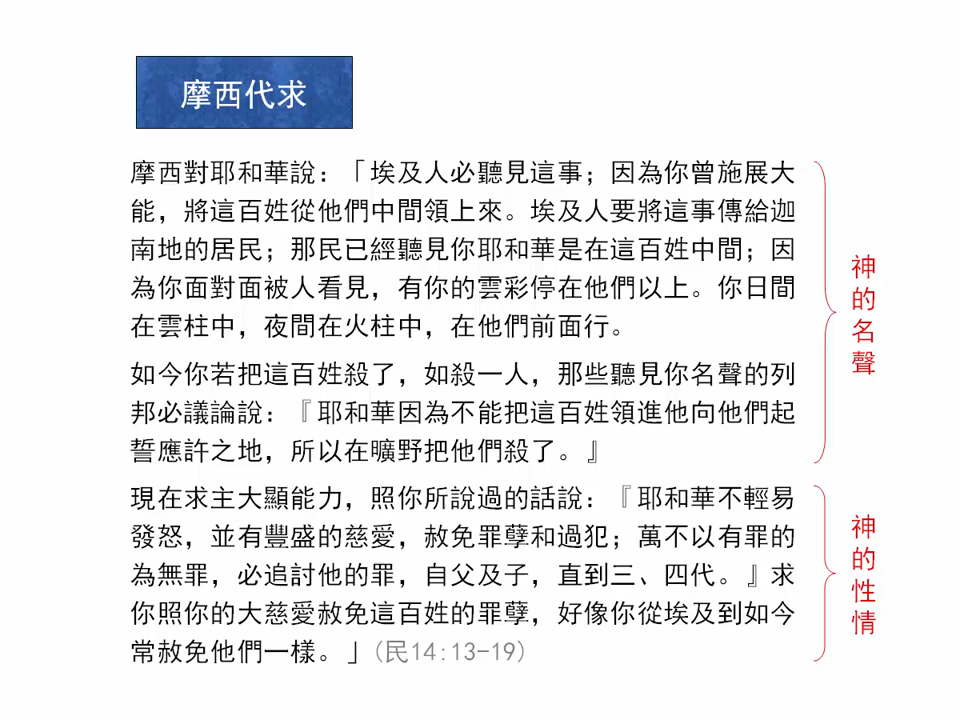 摩西代求
摩西對耶和華說：「埃及人必聽見這事；因為你曾施展大
能，將這百姓從他們中間領上來。埃及人要將這事傳給迦
南地的居民；那民已經聽見你耶和華是在這百姓中間；因
為你面對面被人看見，有你的雲彩停在他們以上。你日間
在雲柱中，夜間在火柱中，在他們前面行。
如今你若把這百姓殺了，如殺一人，那些聽見你名聲的列
邦必議論說：『耶和華因為不能把這百姓領進他向他們起
誓應許之地，所以在曠野把他們殺了。』
神的名聲
現在求主大顯能力，照你所說過的話說：『耶和華不輕易
發怒，並有豐盛的慈愛，赦免罪孽和過犯；萬不以有罪的
為無罪，必追討他的罪，自父及子，直到三、四代。』求
你照你的大慈愛赦免這百姓的罪孽，好像你從埃及到如今
常赦免他們一樣。」（民14:13-19）
神的性情